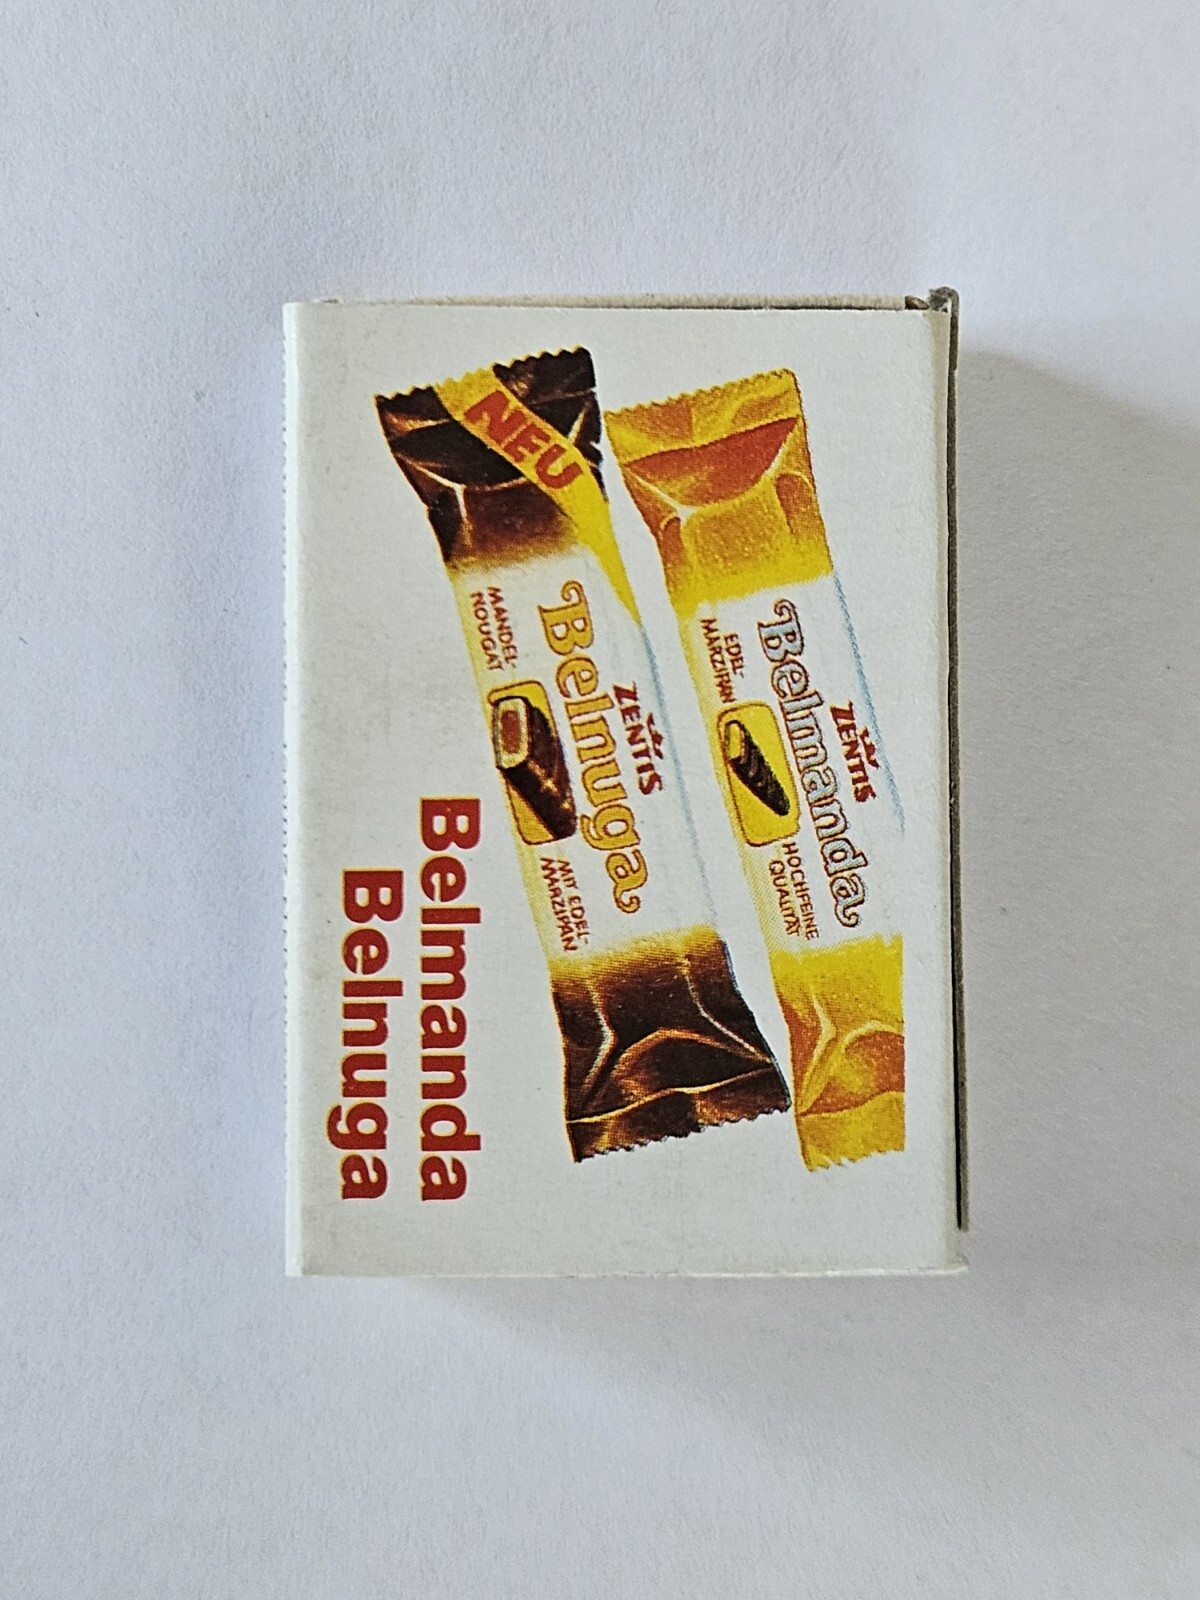 ZENTIS
Belmanda
EDEL-
MARZIPAN
HOCHFEINE
QUALITÄT
NEU
ZENTIS
Belnuga
MANDEL-
NOUGAT
MIT EDEL-
MARZIPAN
Belmanda
Belnuga